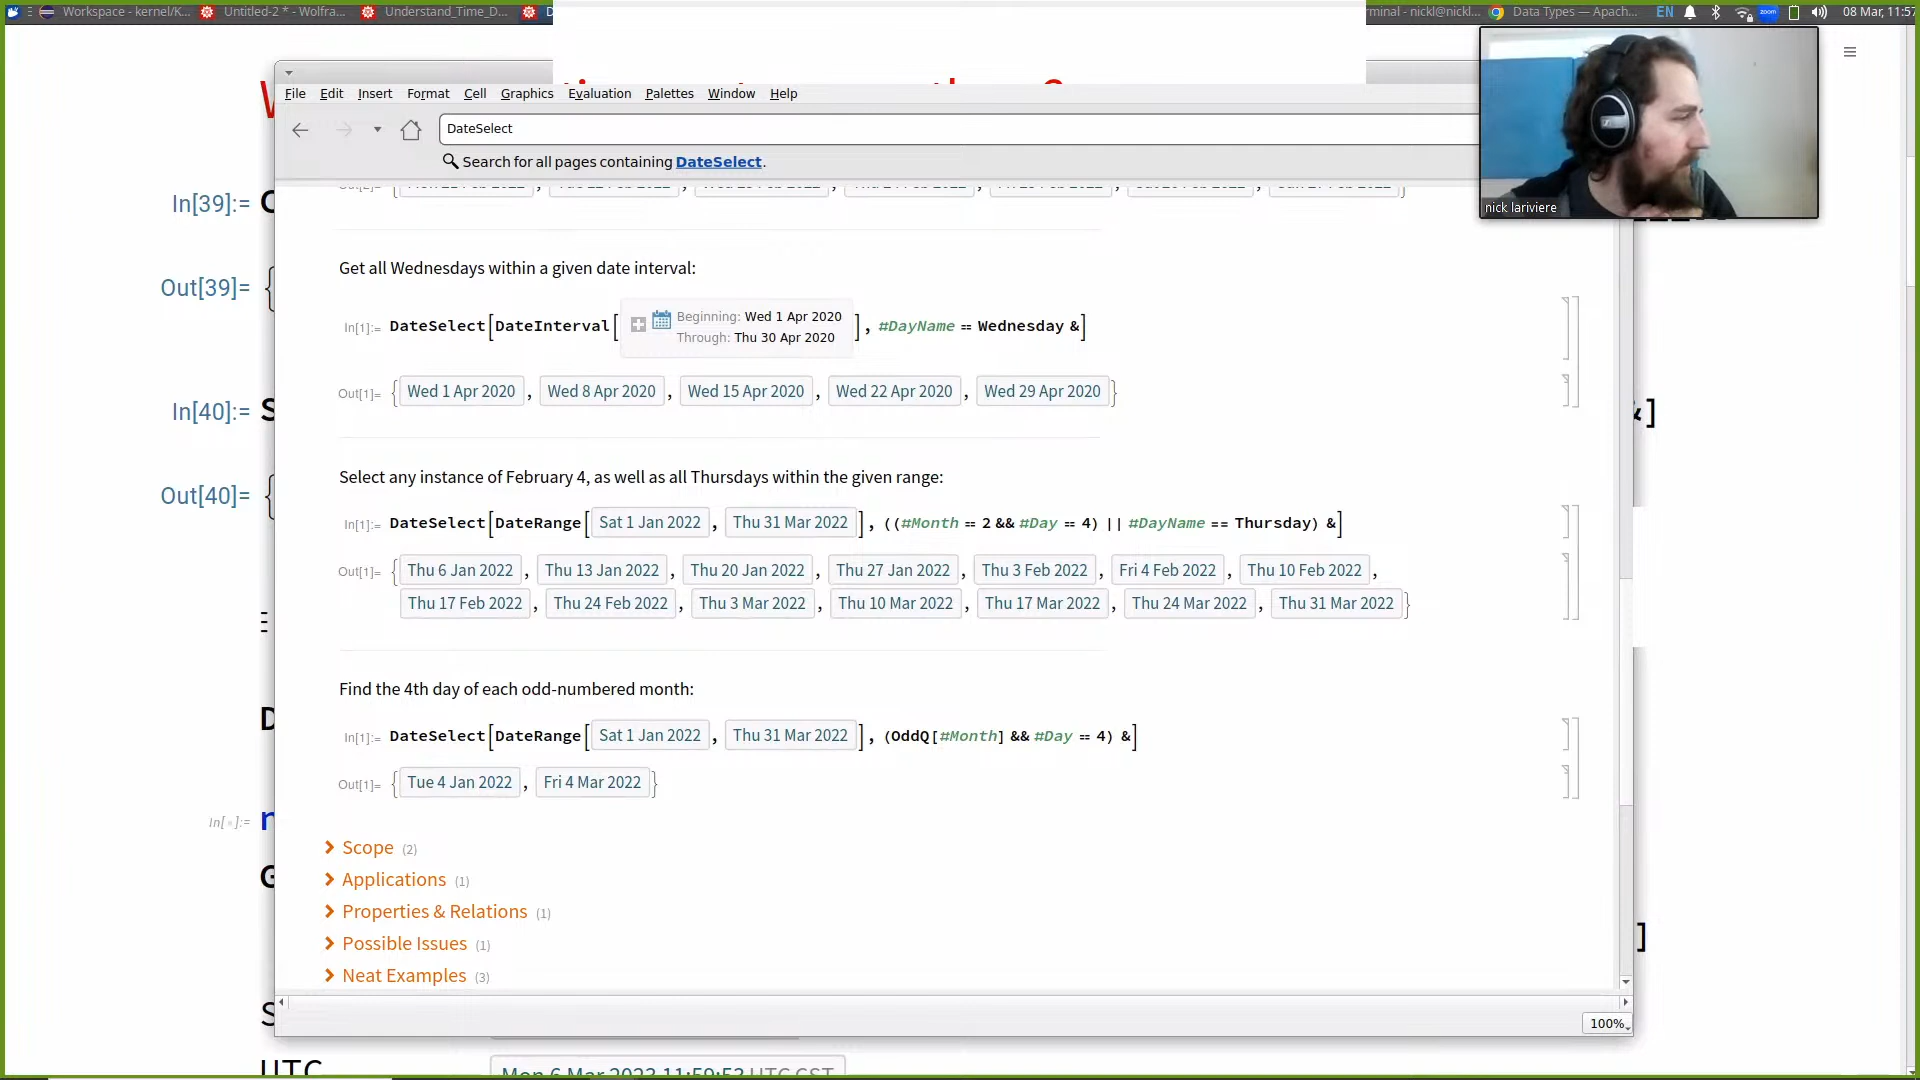 Workspace - kernel/K... Untitled-2 * - Wolfra... Understand_Time_D... D minal - nickl@nickl... Data Types — Apach... EN zoom 08 Mar, 11:57
File Edit Insert Format Cell Graphics Evaluation Palettes Window Help
DateSelect
Search for all pages containing DateSelect.
nick lariviere
In[39]:=
Out[39]= {
In[40]:= &]
Out[40]= {
Get all Wednesdays within a given date interval:
In[1]:= DateSelect[DateInterval[ Beginning: Wed 1 Apr 2020 Through: Thu 30 Apr 2020 ], #DayName == Wednesday &]
Out[1]= { Wed 1 Apr 2020 , Wed 8 Apr 2020 , Wed 15 Apr 2020 , Wed 22 Apr 2020 , Wed 29 Apr 2020 }
Select any instance of February 4, as well as all Thursdays within the given range:
In[1]:= DateSelect[DateRange[ Sat 1 Jan 2022 , Thu 31 Mar 2022 ], ((#Month == 2 && #Day == 4) || #DayName == Thursday) &]
Out[1]= { Thu 6 Jan 2022 , Thu 13 Jan 2022 , Thu 20 Jan 2022 , Thu 27 Jan 2022 , Thu 3 Feb 2022 , Fri 4 Feb 2022 , Thu 10 Feb 2022 ,
Thu 17 Feb 2022 , Thu 24 Feb 2022 , Thu 3 Mar 2022 , Thu 10 Mar 2022 , Thu 17 Mar 2022 , Thu 24 Mar 2022 , Thu 31 Mar 2022 }
Find the 4th day of each odd-numbered month:
In[1]:= DateSelect[DateRange[ Sat 1 Jan 2022 , Thu 31 Mar 2022 ], (OddQ[#Month] && #Day == 4) &]
Out[1]= { Tue 4 Jan 2022 , Fri 4 Mar 2022 }
In[ ]:=
Scope (2)
Applications (1)
Properties & Relations (1)
Possible Issues (1)
Neat Examples (3)
]
100%
UTC Mon 6 Mar 2023 11:59:53 UTC CST